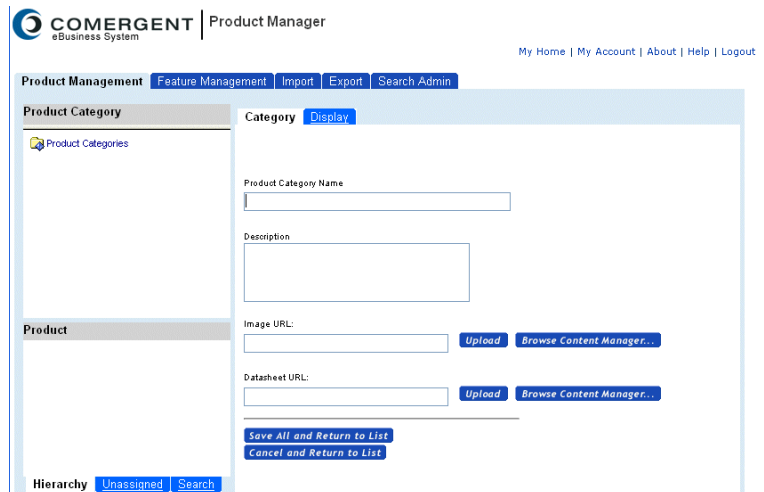 COMERGENT
eBusiness System
Product Manager
My Home | My Account | About | Help | Logout
Product Management Feature Management Import Export Search Admin
Product Category
Category Display
Product Categories
Product Category Name
Description
Product
Image URL:
Upload Browse Content Manager...
Datasheet URL:
Upload Browse Content Manager...
Save All and Return to List
Cancel and Return to List
Hierarchy Unassigned Search